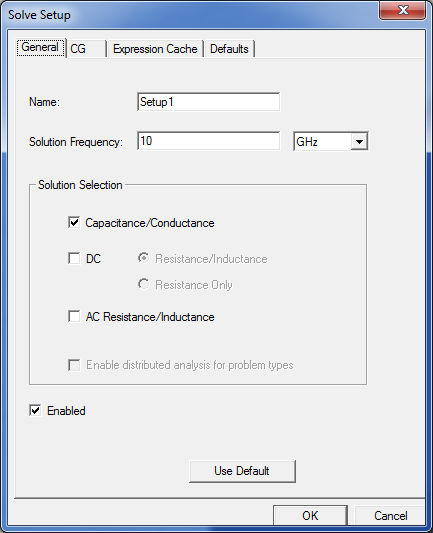 Solve Setup
General CG Expression Cache Defaults
Name: Setup1
Solution Frequency: 10 GHz
Solution Selection
Capacitance/Conductance
DC Resistance/Inductance
Resistance Only
AC Resistance/Inductance
Enable distributed analysis for problem types
Enabled
Use Default
OK Cancel